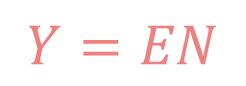 Y = EN